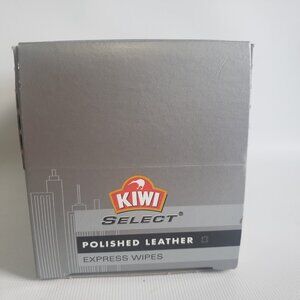 KIWI
SELECT®
POLISHED LEATHER
EXPRESS WIPES